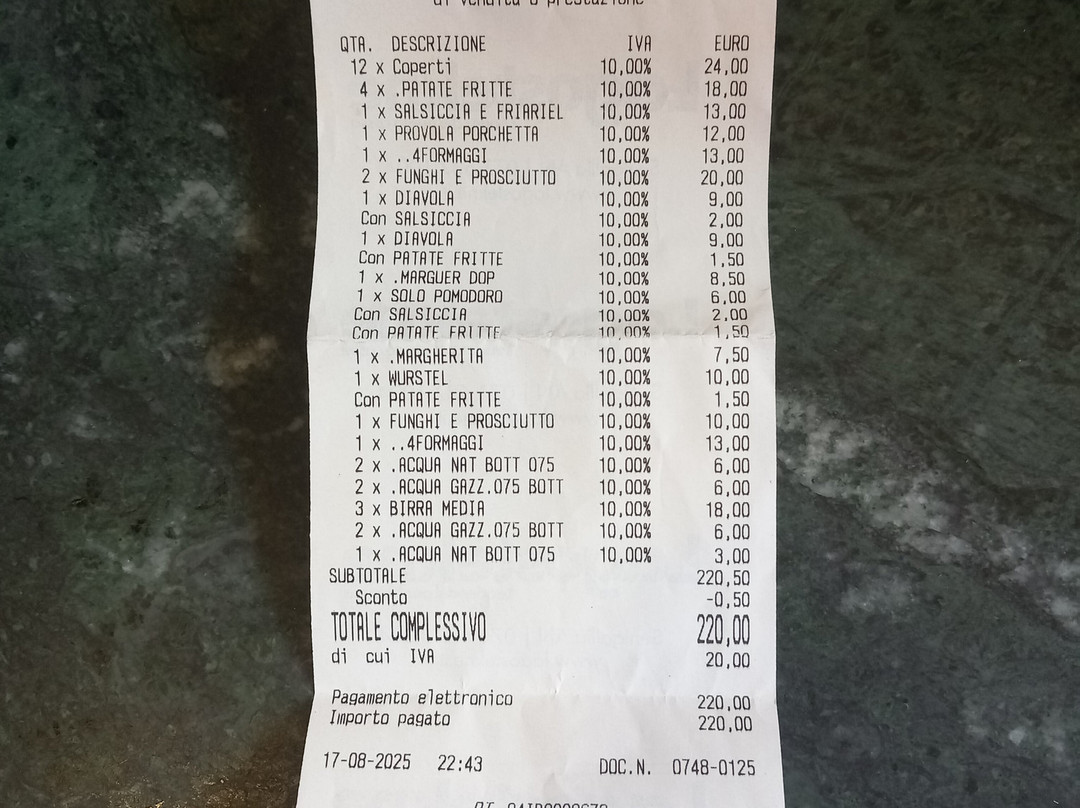 di vendita o prestazione
QTA. DESCRIZIONE IVA EURO
12 x Coperti 10,00% 24,00
4 x .PATATE FRITTE 10,00% 18,00
1 x SALSICCIA E FRIARIEL 10,00% 13,00
1 x PROVOLA PORCHETTA 10,00% 12,00
1 x ..4FORMAGGI 10,00% 13,00
2 x FUNGHI E PROSCIUTTO 10,00% 20,00
1 x DIAVOLA 10,00% 9,00
Con SALSICCIA 10,00% 2,00
1 x DIAVOLA 10,00% 9,00
Con PATATE FRITTE 10,00% 1,50
1 x .MARGUER DOP 10,00% 8,50
1 x SOLO POMODORO 10,00% 6,00
Con SALSICCIA 10,00% 2,00
Con PATATE FRITTE 10,00% 1,50
1 x .MARGHERITA 10,00% 7,50
1 x WURSTEL 10,00% 10,00
Con PATATE FRITTE 10,00% 1,50
1 x FUNGHI E PROSCIUTTO 10,00% 10,00
1 x ..4FORMAGGI 10,00% 13,00
2 x .ACQUA NAT BOTT 075 10,00% 6,00
2 x .ACQUA GAZZ.075 BOTT 10,00% 6,00
3 x BIRRA MEDIA 10,00% 18,00
2 x .ACQUA GAZZ.075 BOTT 10,00% 6,00
1 x .ACQUA NAT BOTT 075 10,00% 3,00
SUBTOTALE 220,50
Sconto -0,50
TOTALE COMPLESSIVO 220,00
di cui IVA 20,00
Pagamento elettronico 220,00
Importo pagato 220,00
17-08-2025 22:43 DOC.N. 0748-0125